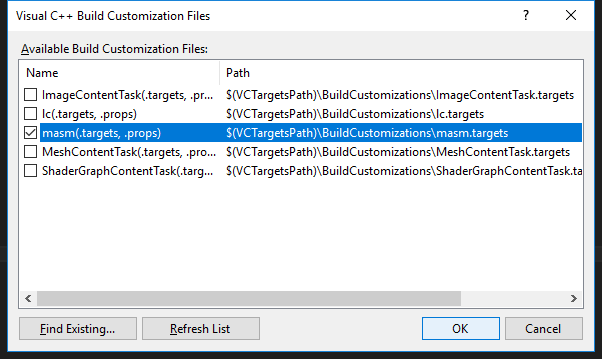 Visual C++ Build Customization Files
Available Build Customization Files:
Name Path
ImageContentTask(.targets, .pr... $(VCTargetsPath)\BuildCustomizations\ImageContentTask.targets
lc(.targets, .props) $(VCTargetsPath)\BuildCustomizations\lc.targets
masm(.targets, .props) $(VCTargetsPath)\BuildCustomizations\masm.targets
MeshContentTask(.targets, .pro... $(VCTargetsPath)\BuildCustomizations\MeshContentTask.targets
ShaderGraphContentTask(.targ... $(VCTargetsPath)\BuildCustomizations\ShaderGraphContentTask.ta
Find Existing... Refresh List OK Cancel